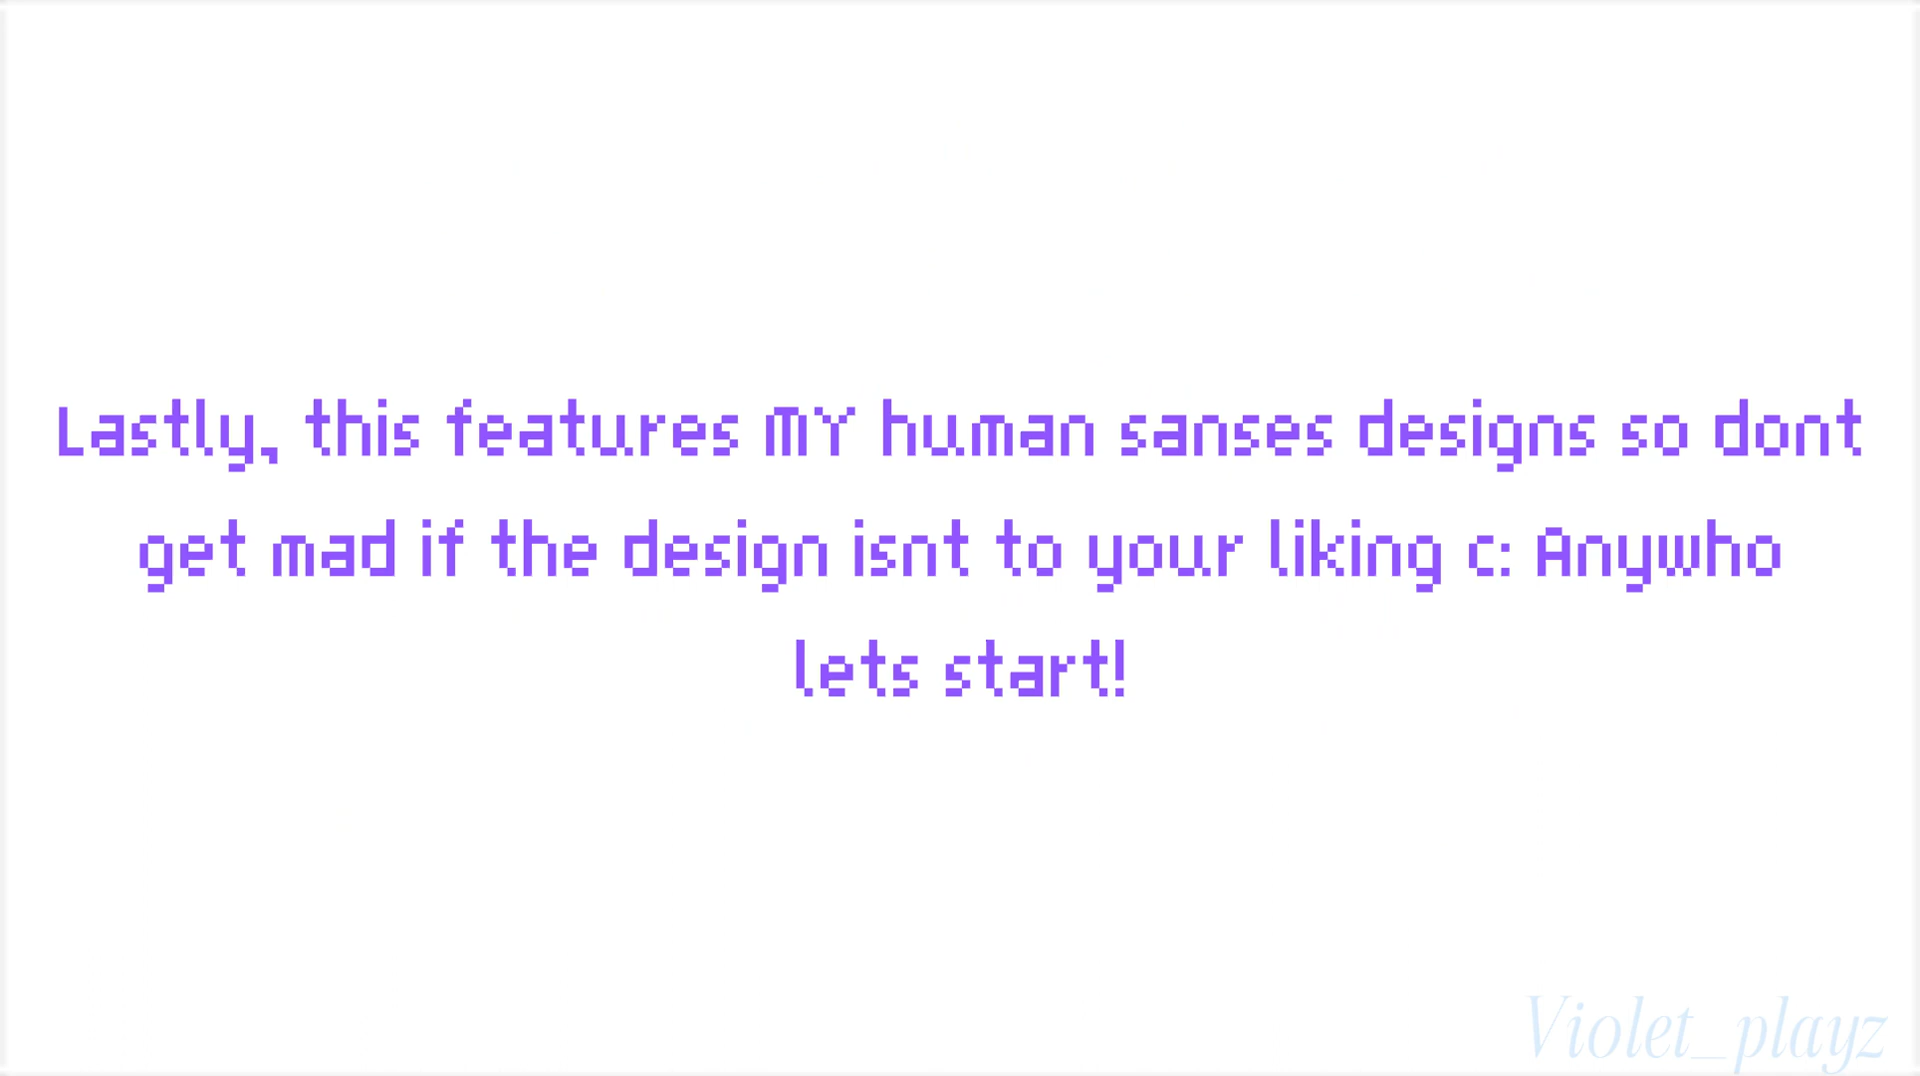 Lastly, this features MY human sanses designs so dont
get mad if the design isnt to your liking c: Anywho
lets start!
Violet_playz